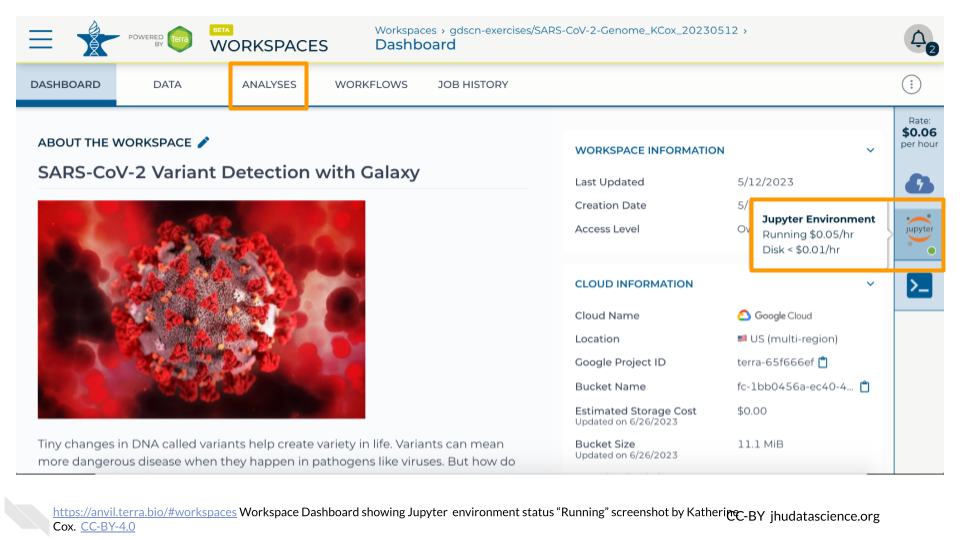 POWERED BY
Terra
BETA
WORKSPACES
Workspaces › gdscn-exercises/SARS-CoV-2-Genome_KCox_20230512 ›
Dashboard
2
DASHBOARD DATA ANALYSES WORKFLOWS JOB HISTORY
Rate:
$0.06
per hour
ABOUT THE WORKSPACE
SARS-CoV-2 Variant Detection with Galaxy
Tiny changes in DNA called variants help create variety in life. Variants can mean
more dangerous disease when they happen in pathogens like viruses. But how do
WORKSPACE INFORMATION
Last Updated 5/12/2023
Creation Date 5/
Access Level Ow
Jupyter Environment
Running $0.05/hr
Disk < $0.01/hr
jupyter
CLOUD INFORMATION
Cloud Name Google Cloud
Location US (multi-region)
Google Project ID terra-65f666ef
Bucket Name fc-1bb0456a-ec40-4...
Estimated Storage Cost $0.00
Updated on 6/26/2023
Bucket Size 11.1 MiB
Updated on 6/26/2023
https://anvil.terra.bio/#workspaces Workspace Dashboard showing Jupyter environment status “Running” screenshot by Katherine
Cox. CC-BY-4.0
CC-BY jhudatascience.org